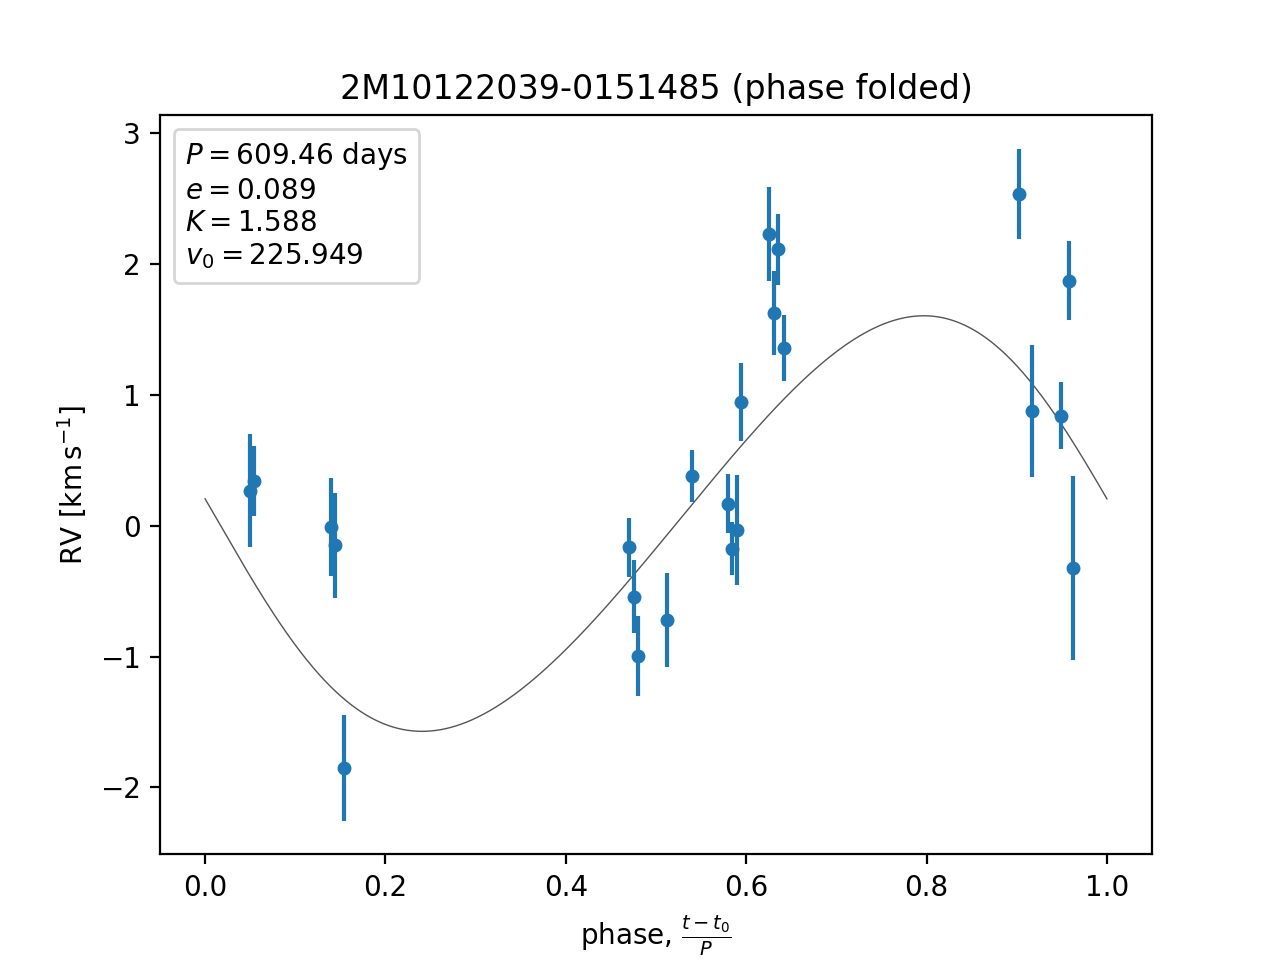 2M10122039-0151485 (phase folded)
P = 609.46 days
e = 0.089
K = 1.588
v₀ = 225.949
3
2
1
0
−1
−2
RV [km s⁻¹]
0.0 0.2 0.4 0.6 0.8 1.0
phase, (t − t₀)/P